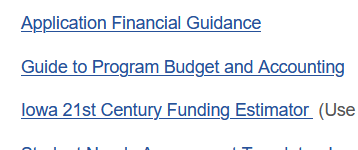 Application Financial Guidance
Guide to Program Budget and Accounting
Iowa 21st Century Funding Estimator (Use